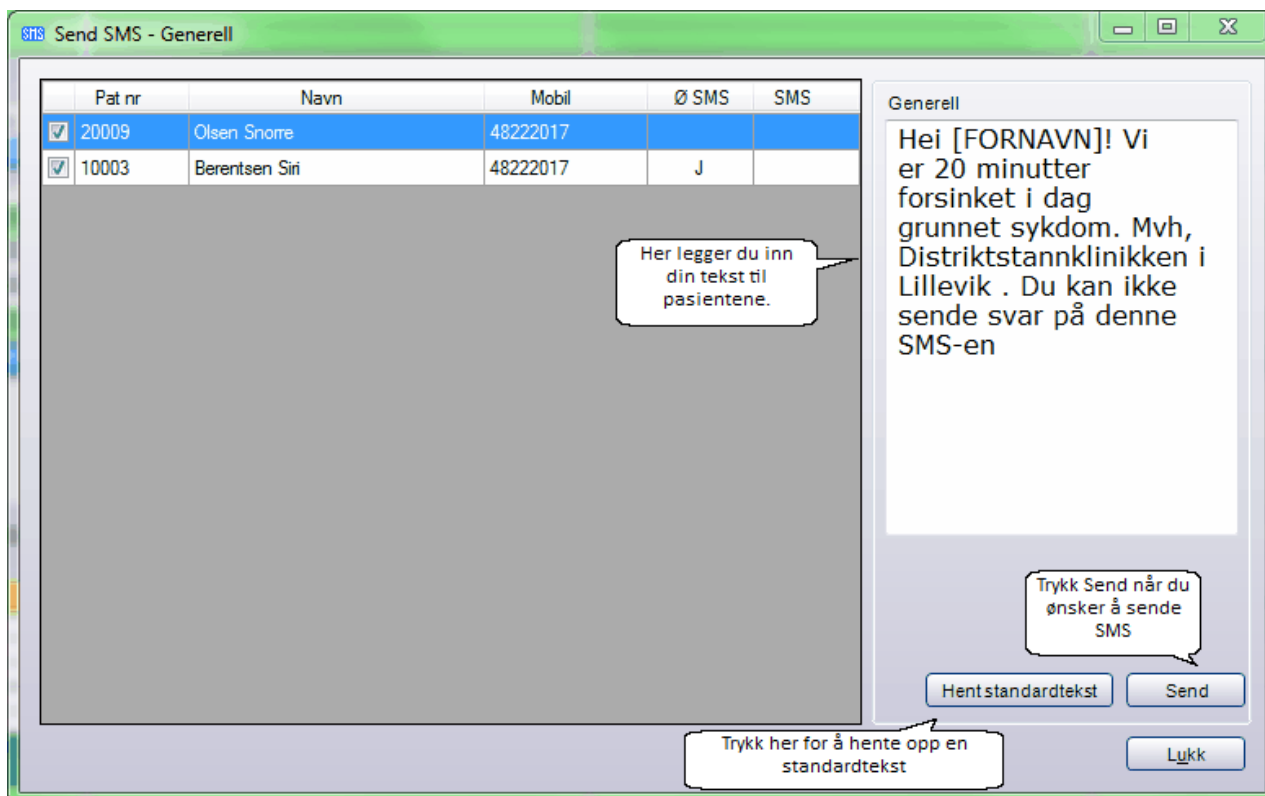 SMS Send SMS - Generell
Pat nr Navn Mobil Ø SMS SMS
20009 Olsen Snorre 48222017
10003 Berentsen Siri 48222017 J
Her legger du inn
din tekst til
pasientene.
Generell
Hei [FORNAVN]! Vi
er 20 minutter
forsinket i dag
grunnet sykdom. Mvh,
Distriktstannklinikken i
Lillevik . Du kan ikke
sende svar på denne
SMS-en
Trykk Send når du
ønsker å sende
SMS
Hent standardtekst Send
Trykk her for å hente opp en
standardtekst
Lukk